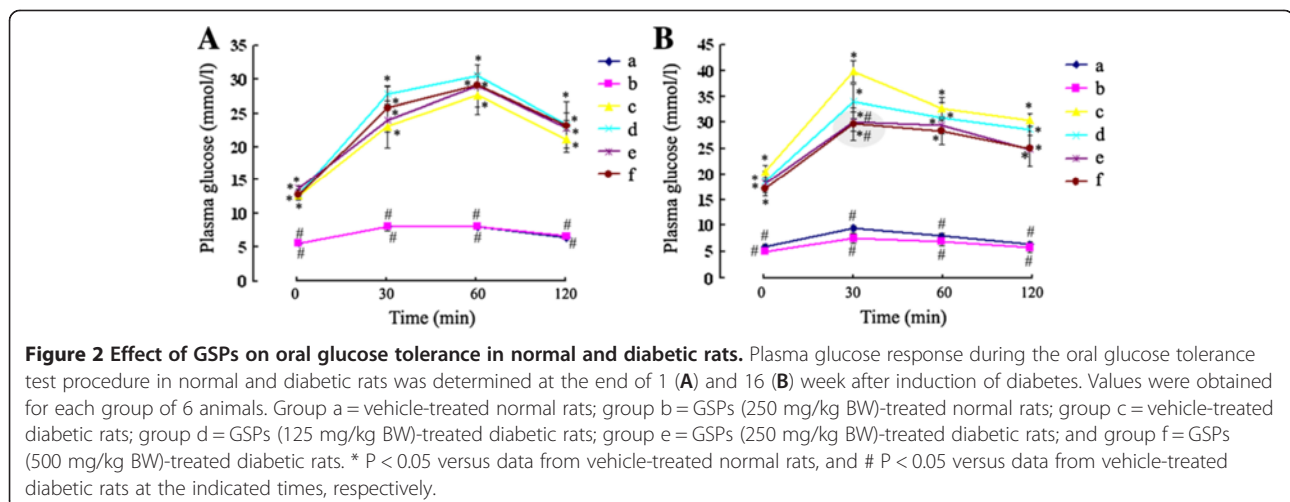 A
B
Plasma glucose (mmol/l)
35
30
25
20
15
10
5
0
* * * * * * * * * * * * * * * *
# # # # # # # #
0 30 60 120
Time (min)
a
b
c
d
e
f
Plasma glucose (mmol/l)
45
40
35
30
25
20
15
10
5
0
* * * * * * * * * * * *# *# * *
# # # # # # # #
0 30 60 120
Time (min)
a
b
c
d
e
f
Figure 2 Effect of GSPs on oral glucose tolerance in normal and diabetic rats. Plasma glucose response during the oral glucose tolerance
test procedure in normal and diabetic rats was determined at the end of 1 (A) and 16 (B) week after induction of diabetes. Values were obtained
for each group of 6 animals. Group a = vehicle-treated normal rats; group b = GSPs (250 mg/kg BW)-treated normal rats; group c = vehicle-treated
diabetic rats; group d = GSPs (125 mg/kg BW)-treated diabetic rats; group e = GSPs (250 mg/kg BW)-treated diabetic rats; and group f = GSPs
(500 mg/kg BW)-treated diabetic rats. * P < 0.05 versus data from vehicle-treated normal rats, and # P < 0.05 versus data from vehicle-treated
diabetic rats at the indicated times, respectively.